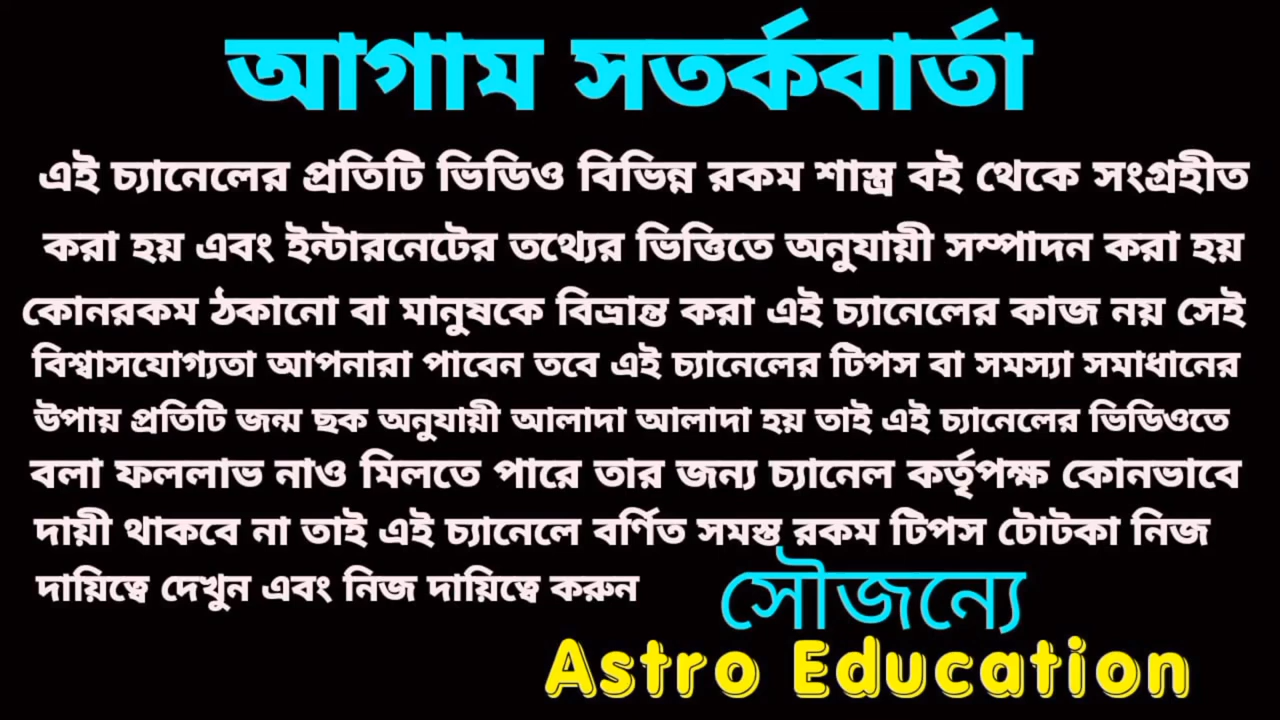 আগাম সতর্কবার্তা
এই চ্যানেলের প্রতিটি ভিডিও বিভিন্ন রকম শাস্ত্র বই থেকে সংগ্রহীত
করা হয় এবং ইন্টারনেটের তথ্যের ভিত্তিতে অনুযায়ী সম্পাদন করা হয়
কোনরকম ঠকানো বা মানুষকে বিভ্রান্ত করা এই চ্যানেলের কাজ নয় সেই
বিশ্বাসযোগ্যতা আপনারা পাবেন তবে এই চ্যানেলের টিপস বা সমস্যা সমাধানের
উপায় প্রতিটি জন্ম ছক অনুযায়ী আলাদা আলাদা হয় তাই এই চ্যানেলের ভিডিওতে
বলা ফললাভ নাও মিলতে পারে তার জন্য চ্যানেল কর্তৃপক্ষ কোনভাবে
দায়ী থাকবে না তাই এই চ্যানেলে বর্ণিত সমস্ত রকম টিপস টোটকা নিজ
দায়িত্বে দেখুন এবং নিজ দায়িত্বে করুন
সৌজন্যে
Astro Education